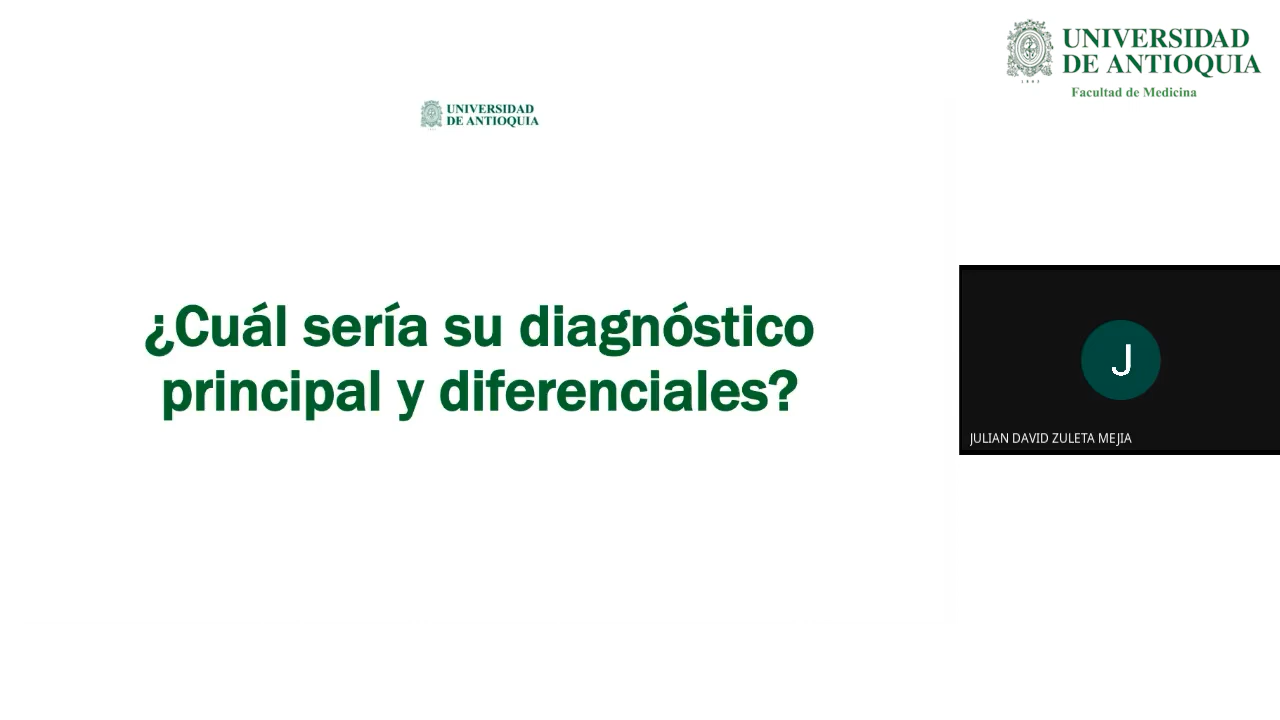 UNIVERSIDAD
DE ANTIOQUIA
Facultad de Medicina
UNIVERSIDAD
DE ANTIOQUIA
¿Cuál sería su diagnóstico
principal y diferenciales?
J
JULIAN DAVID ZULETA MEJIA